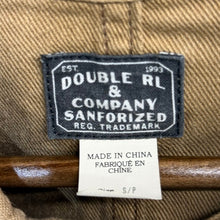 EST. 1993
DOUBLE RL
&
COMPANY
SANFORIZED
REG. TRADEMARK
MADE IN CHINA
FABRIQUÉ EN
CHINE
S/P